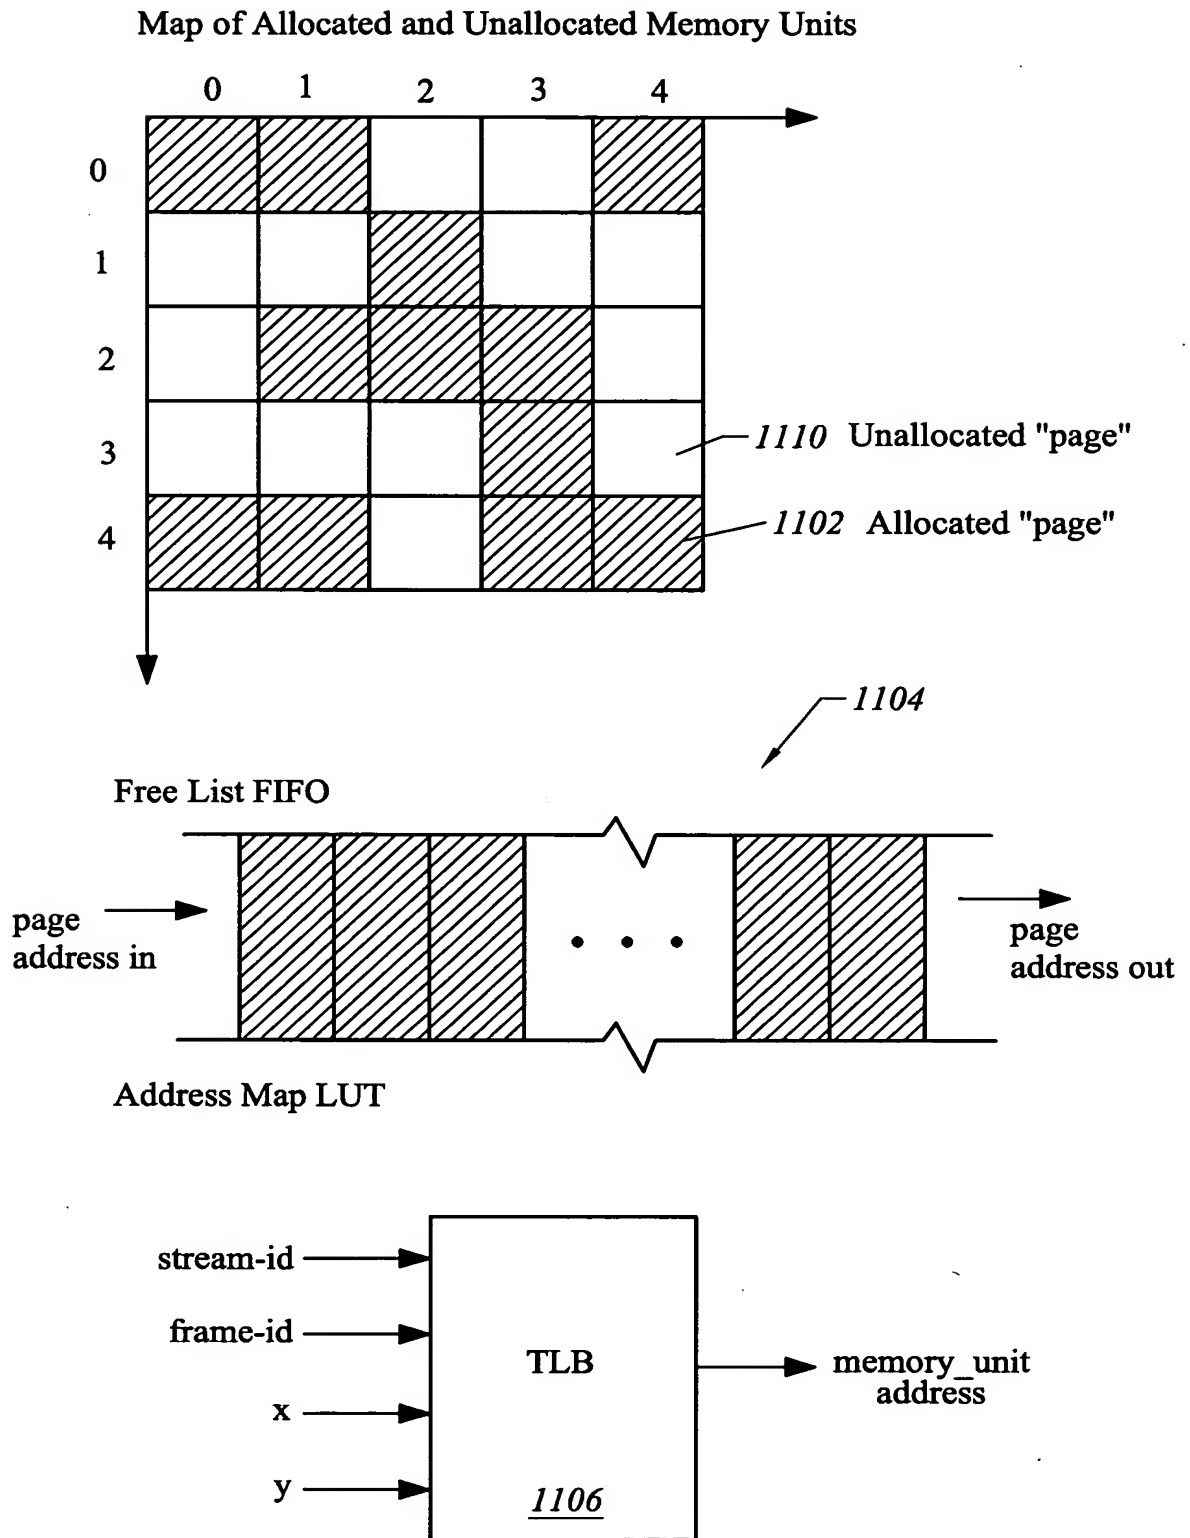 Map of Allocated and Unallocated Memory Units
0 1 2 3 4
0
1
2
3
4
1110 Unallocated "page"
1102 Allocated "page"
1104
Free List FIFO
page
address in
page
address out
Address Map LUT
stream-id
frame-id
x
y
TLB
1106
memory_unit
address